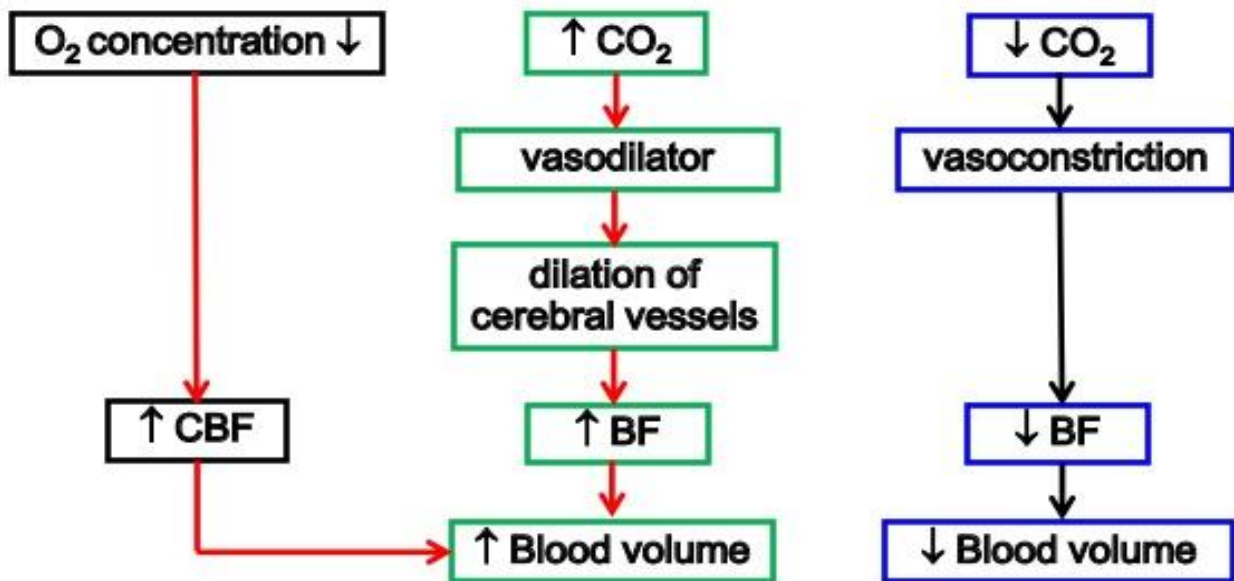 O₂ concentration ↓
↑ CO₂
↓ CO₂
vasodilator
vasoconstriction
dilation of
cerebral vessels
↑ CBF
↑ BF
↓ BF
↑ Blood volume
↓ Blood volume